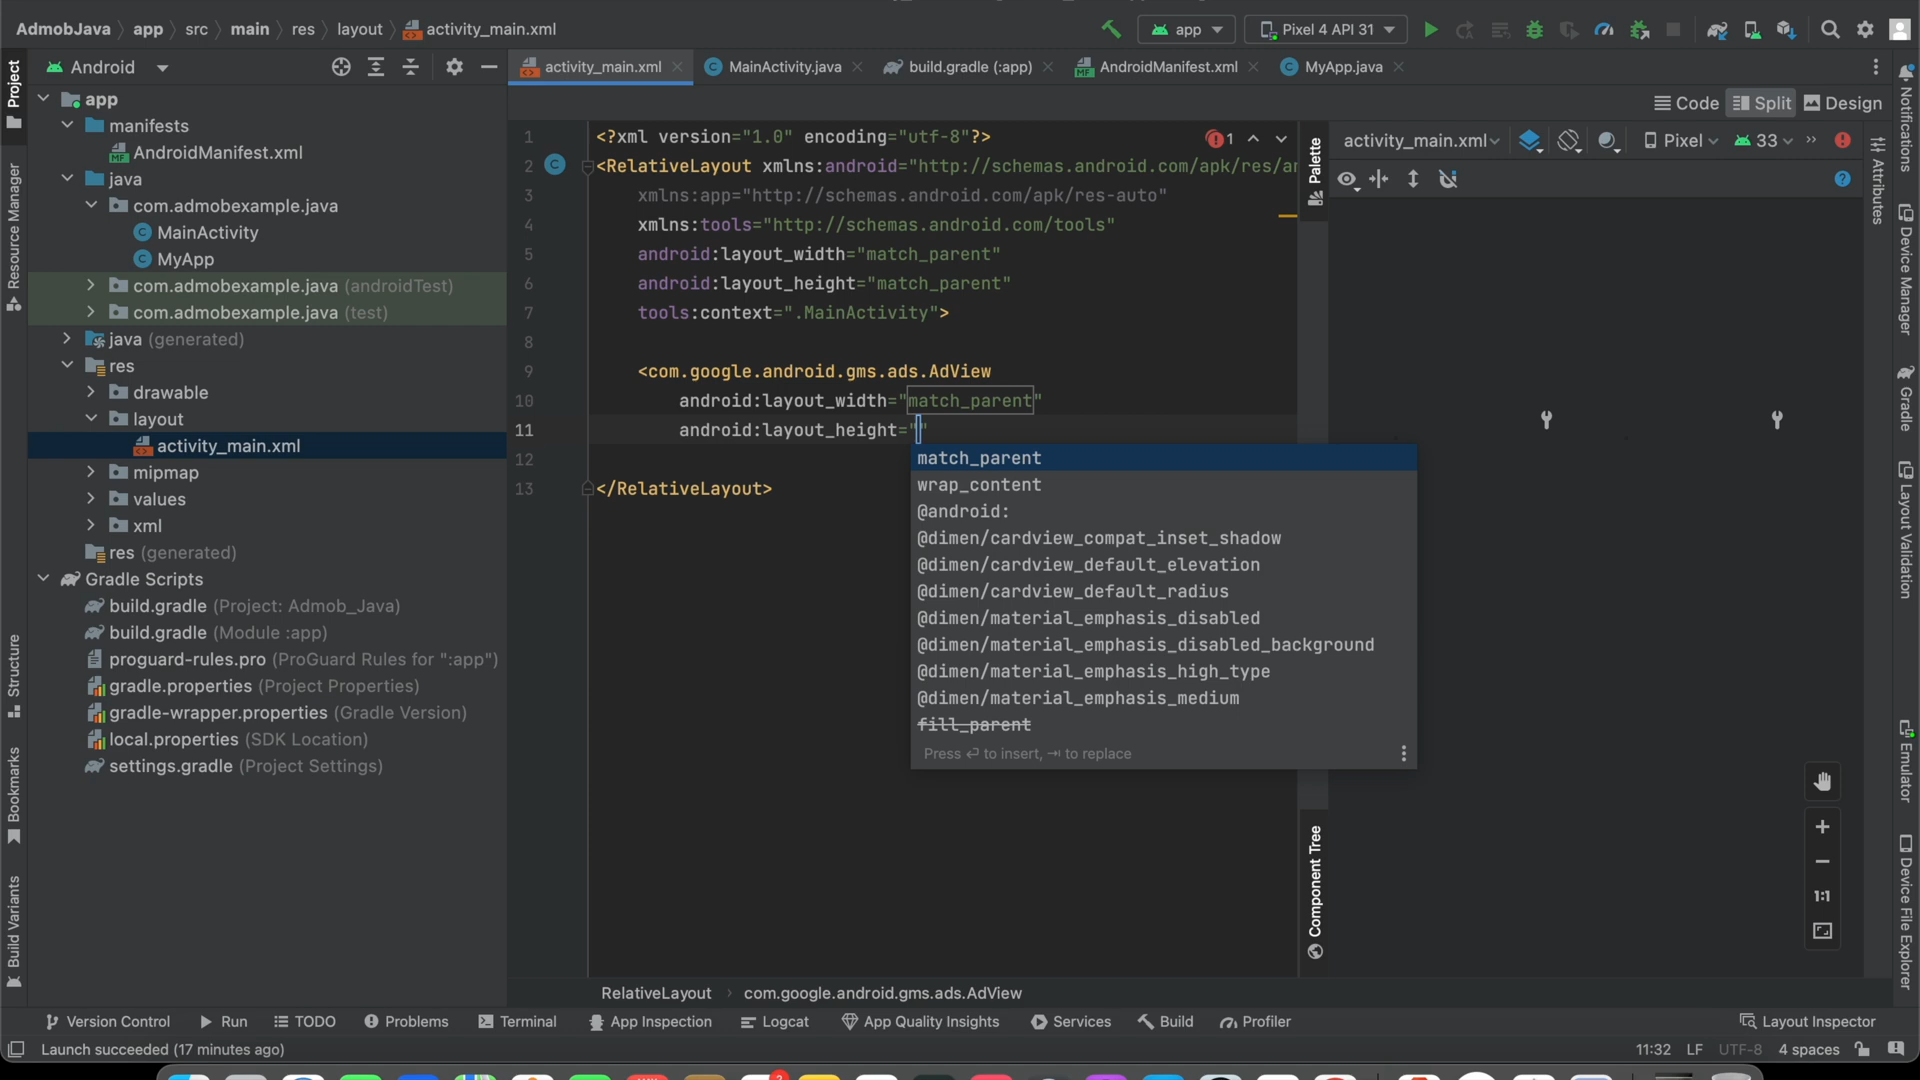 AdmobJava app src main res layout activity_main.xml
app
Pixel 4 API 31
Project
Android
activity_main.xml
MainActivity.java
build.gradle (:app)
AndroidManifest.xml
MyApp.java
Notifications
Code
Split
Design
app
manifests
AndroidManifest.xml
java
com.admobexample.java
MainActivity
MyApp
com.admobexample.java (androidTest)
com.admobexample.java (test)
java (generated)
res
drawable
layout
activity_main.xml
mipmap
values
xml
res (generated)
Gradle Scripts
build.gradle (Project: Admob_Java)
build.gradle (Module :app)
proguard-rules.pro (ProGuard Rules for ":app")
gradle.properties (Project Properties)
gradle-wrapper.properties (Gradle Version)
local.properties (SDK Location)
settings.gradle (Project Settings)
Resource Manager
Structure
Bookmarks
Build Variants
1 <?xml version="1.0" encoding="utf-8"?>
1
2 <RelativeLayout xmlns:android="http://schemas.android.com/apk/res/an
3 xmlns:app="http://schemas.android.com/apk/res-auto"
4 xmlns:tools="http://schemas.android.com/tools"
5 android:layout_width="match_parent"
6 android:layout_height="match_parent"
7 tools:context=".MainActivity">
8
9 <com.google.android.gms.ads.AdView
10 android:layout_width="match_parent"
11 android:layout_height=""
12
13 </RelativeLayout>
match_parent
wrap_content
@android:
@dimen/cardview_compat_inset_shadow
@dimen/cardview_default_elevation
@dimen/cardview_default_radius
@dimen/material_emphasis_disabled
@dimen/material_emphasis_disabled_background
@dimen/material_emphasis_high_type
@dimen/material_emphasis_medium
fill_parent
Press ⏎ to insert, ⇥ to replace
Palette
activity_main.xml
Pixel
33
Component Tree
1:1
Attributes
Device Manager
Gradle
Layout Validation
Emulator
Device File Explorer
RelativeLayout com.google.android.gms.ads.AdView
Version Control
Run
TODO
Problems
Terminal
App Inspection
Logcat
App Quality Insights
Services
Build
Profiler
Layout Inspector
Launch succeeded (17 minutes ago)
11:32 LF UTF-8 4 spaces
2